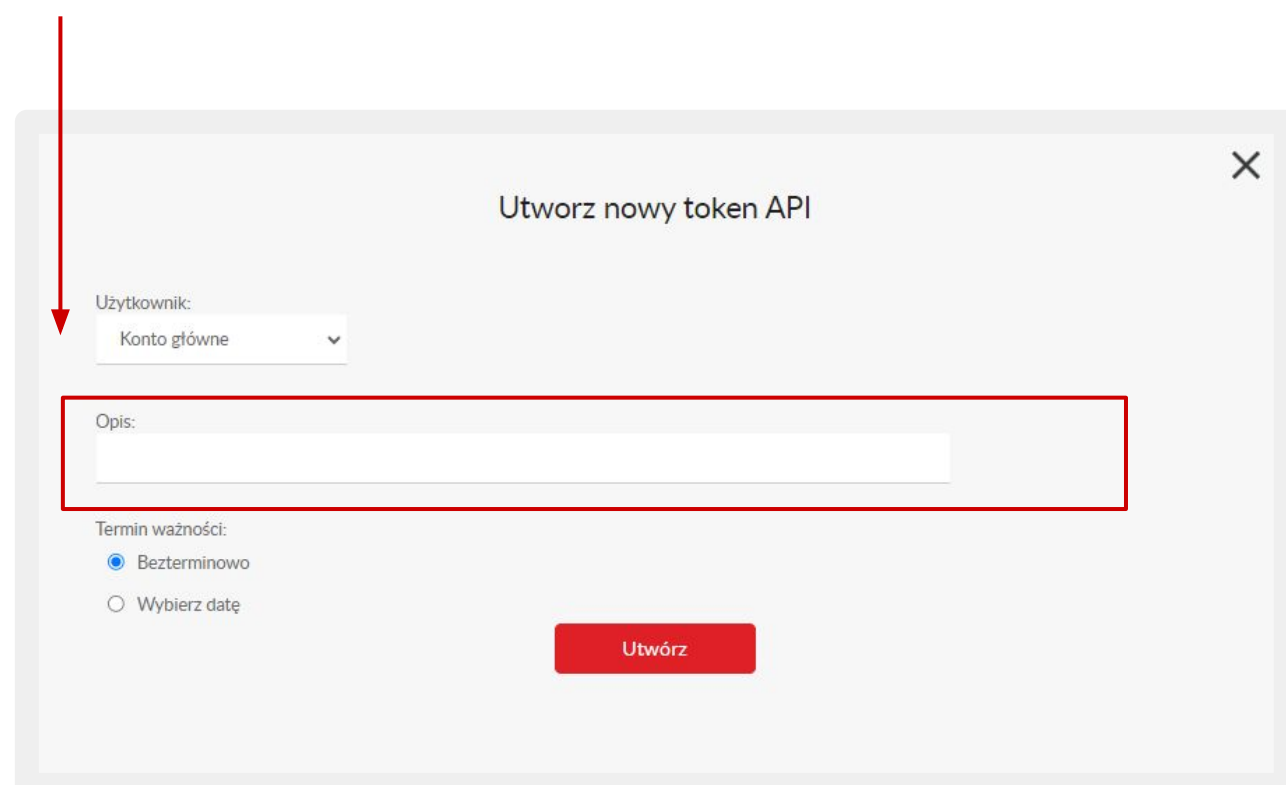 Utworz nowy token API
Użytkownik:
Konto główne
Opis:
Termin ważności:
Bezterminowo
Wybierz datę
Utwórz